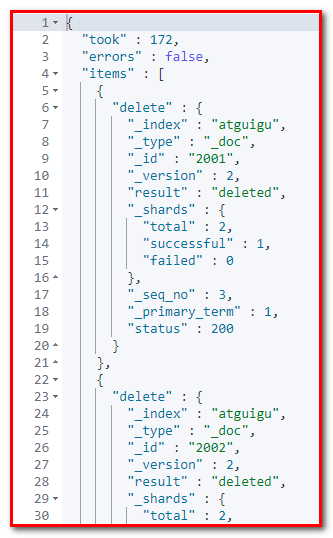 1 {
2 "took" : 172,
3 "errors" : false,
4 "items" : [
5 {
6 "delete" : {
7 "_index" : "atguigu",
8 "_type" : "_doc",
9 "_id" : "2001",
10 "_version" : 2,
11 "result" : "deleted",
12 "_shards" : {
13 "total" : 2,
14 "successful" : 1,
15 "failed" : 0
16 },
17 "_seq_no" : 3,
18 "_primary_term" : 1,
19 "status" : 200
20 }
21 },
22 {
23 "delete" : {
24 "_index" : "atguigu",
25 "_type" : "_doc",
26 "_id" : "2002",
27 "_version" : 2,
28 "result" : "deleted",
29 "_shards" : {
30 "total" : 2,